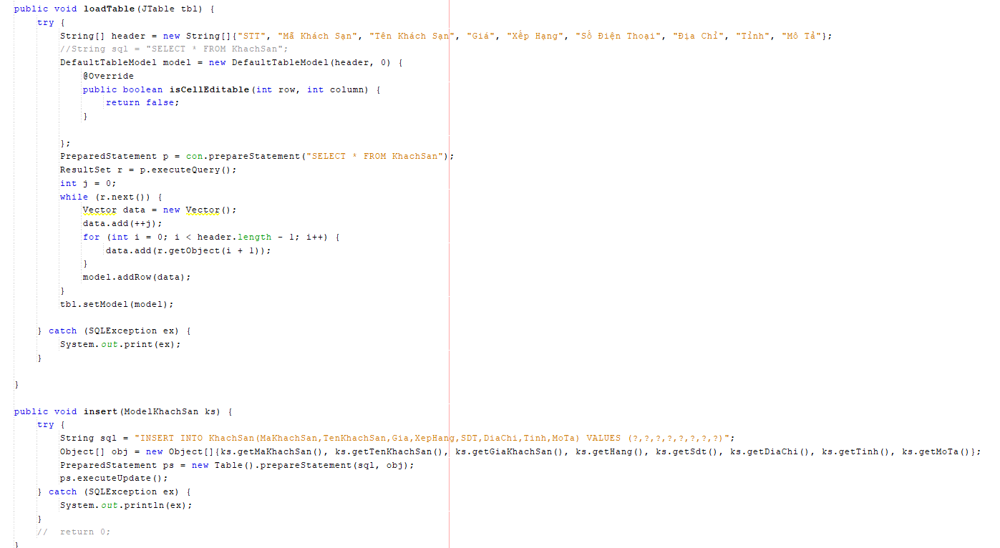 public void loadTable(JTable tbl) {
try {
String[] header = new String[]{"STT", "Mã Khách Sạn", "Tên Khách Sạn", "Giá", "Xếp Hạng", "Số Điện Thoại", "Địa Chỉ", "Tỉnh", "Mô Tả"};
//String sql = "SELECT * FROM KhachSan";
DefaultTableModel model = new DefaultTableModel(header, 0) {
@Override
public boolean isCellEditable(int row, int column) {
return false;
}
};
PreparedStatement p = con.prepareStatement("SELECT * FROM KhachSan");
ResultSet r = p.executeQuery();
int j = 0;
while (r.next()) {
Vector data = new Vector();
data.add(++j);
for (int i = 0; i < header.length - 1; i++) {
data.add(r.getObject(i + 1));
}
model.addRow(data);
}
tbl.setModel(model);
} catch (SQLException ex) {
System.out.print(ex);
}
}
public void insert(ModelKhachSan ks) {
try {
String sql = "INSERT INTO KhachSan(MaKhachSan,TenKhachSan,Gia,XepHang,SDT,DiaChi,Tinh,MoTa) VALUES (?,?,?,?,?,?,?,?)";
Object[] obj = new Object[]{ks.getMaKhachSan(), ks.getTenKhachSan(), ks.getGiaKhachSan(), ks.getHang(), ks.getSdt(), ks.getDiaChi(), ks.getTinh(), ks.getMoTa()};
PreparedStatement ps = new Table().prepareStatement(sql, obj);
ps.executeUpdate();
} catch (SQLException ex) {
System.out.println(ex);
}
//  return 0;
}